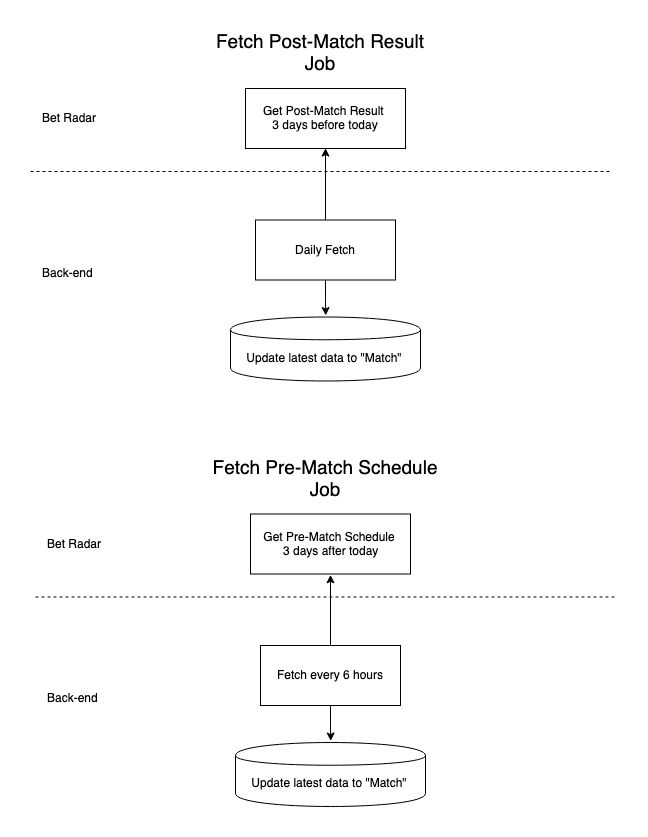 Fetch Post-Match Result
Job
Bet Radar
Get Post-Match Result
3 days before today
Daily Fetch
Back-end
Update latest data to "Match"
Fetch Pre-Match Schedule
Job
Bet Radar
Get Pre-Match Schedule
3 days after today
Fetch every 6 hours
Back-end
Update latest data to "Match"